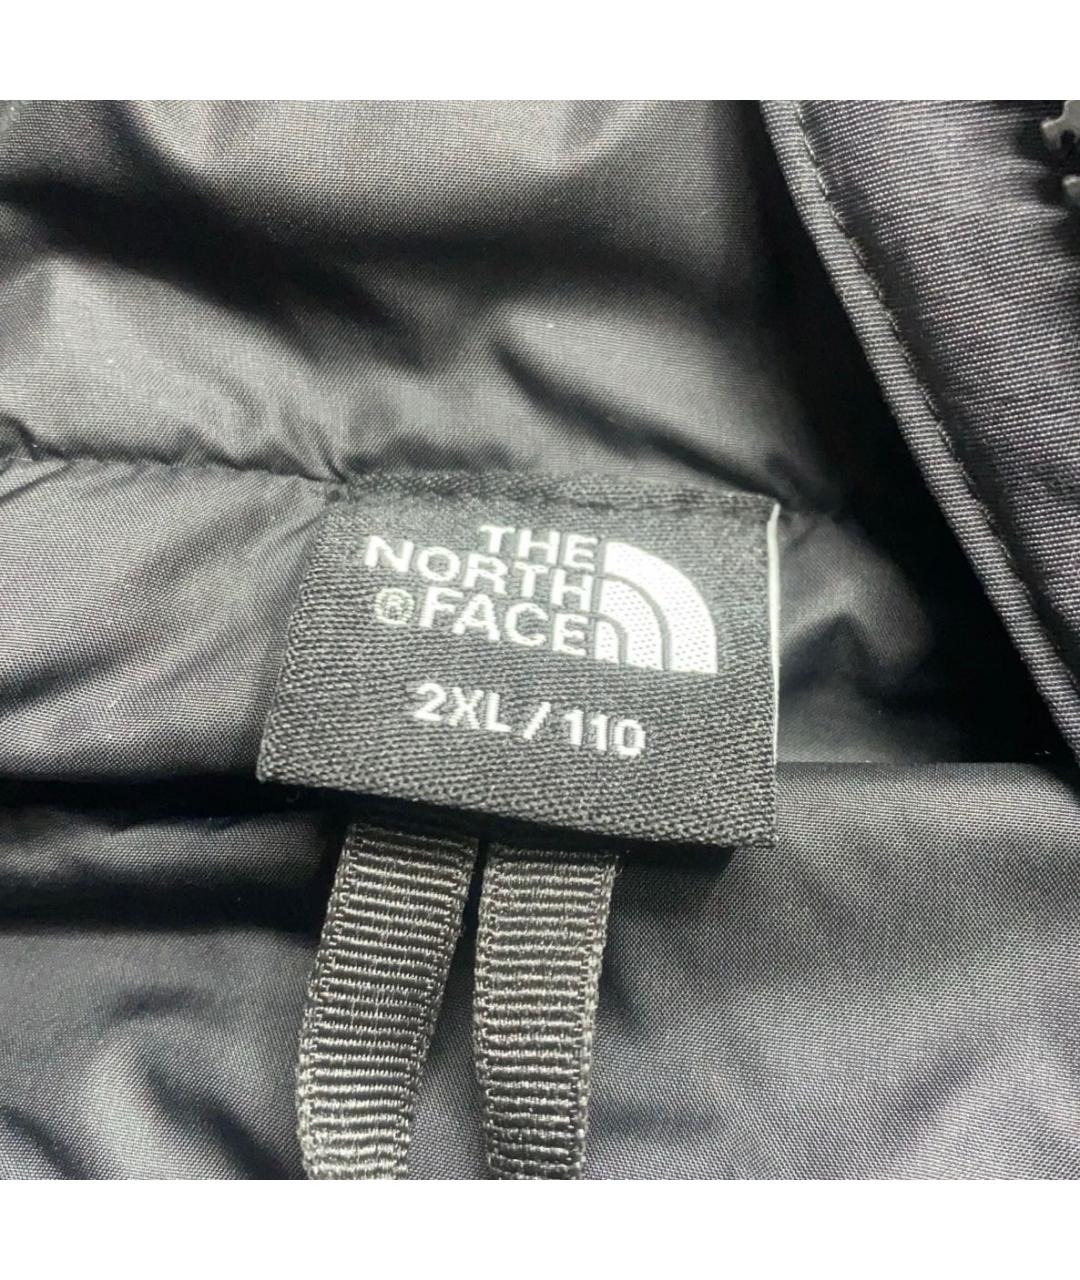 THE
NORTH
®FACE
2XL / 110